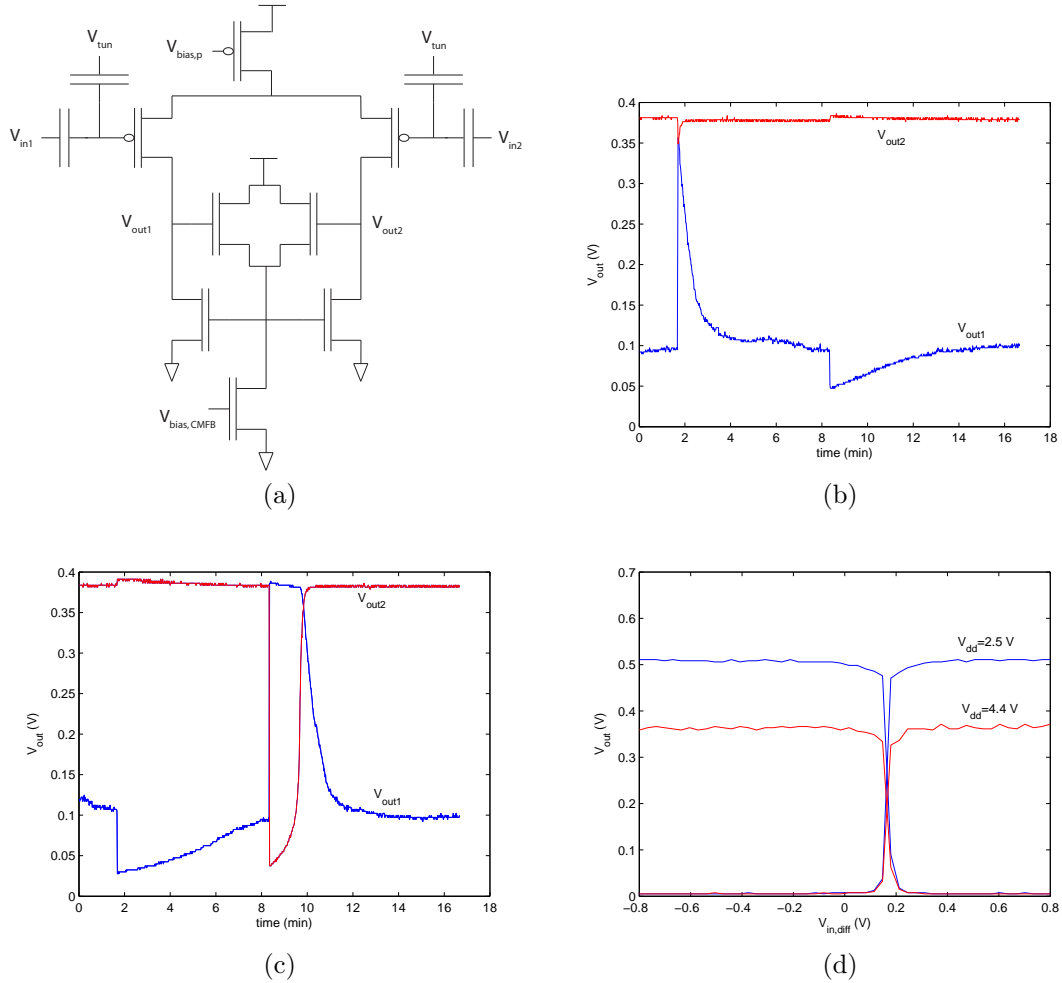 V_tun
V_tun
V_bias,p
V_in1
V_in2
V_out1
V_out2
V_bias,CMFB
(a)
0.4
0.35
0.3
0.25
0.2
0.15
0.1
0.05
0
V_out (V)
V_out2
V_out1
0 2 4 6 8 10 12 14 16 18
time (min)
(b)
0.4
0.35
0.3
0.25
0.2
0.15
0.1
0.05
0
V_out (V)
V_out2
V_out1
0 2 4 6 8 10 12 14 16 18
time (min)
(c)
0.7
0.6
0.5
0.4
0.3
0.2
0.1
0
V_out (V)
V_dd=2.5 V
V_dd=4.4 V
−0.8 −0.6 −0.4 −0.2 0 0.2 0.4 0.6 0.8
V_in,diff (V)
(d)